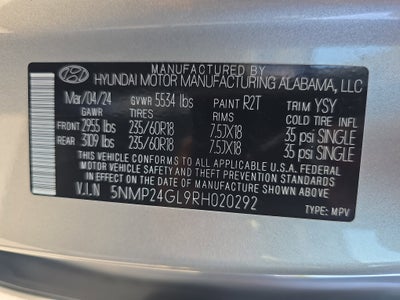 MANUFACTURED BY
HYUNDAI MOTOR MANUFACTURING ALABAMA, LLC
Mar/04/24 GVWR 5534 lbs PAINT R2T TRIM YSY
GAWR TIRES RIMS COLD TIRE INFL
FRONT 2955 lbs 235/60R18 7.5JX18 35 psi SINGLE
REAR 3109 lbs 235/60R18 7.5JX18 35 psi SINGLE
THIS VEHICLE CONFORMS TO ALL APPLICABLE U.S. FEDERAL
MOTOR VEHICLE SAFETY AND THEFT PREVENTION STANDARDS
IN EFFECT ON THE DATE OF MANUFACTURE SHOWN ABOVE.
V.I.N 5NMP24GL9RH020292
TYPE: MPV